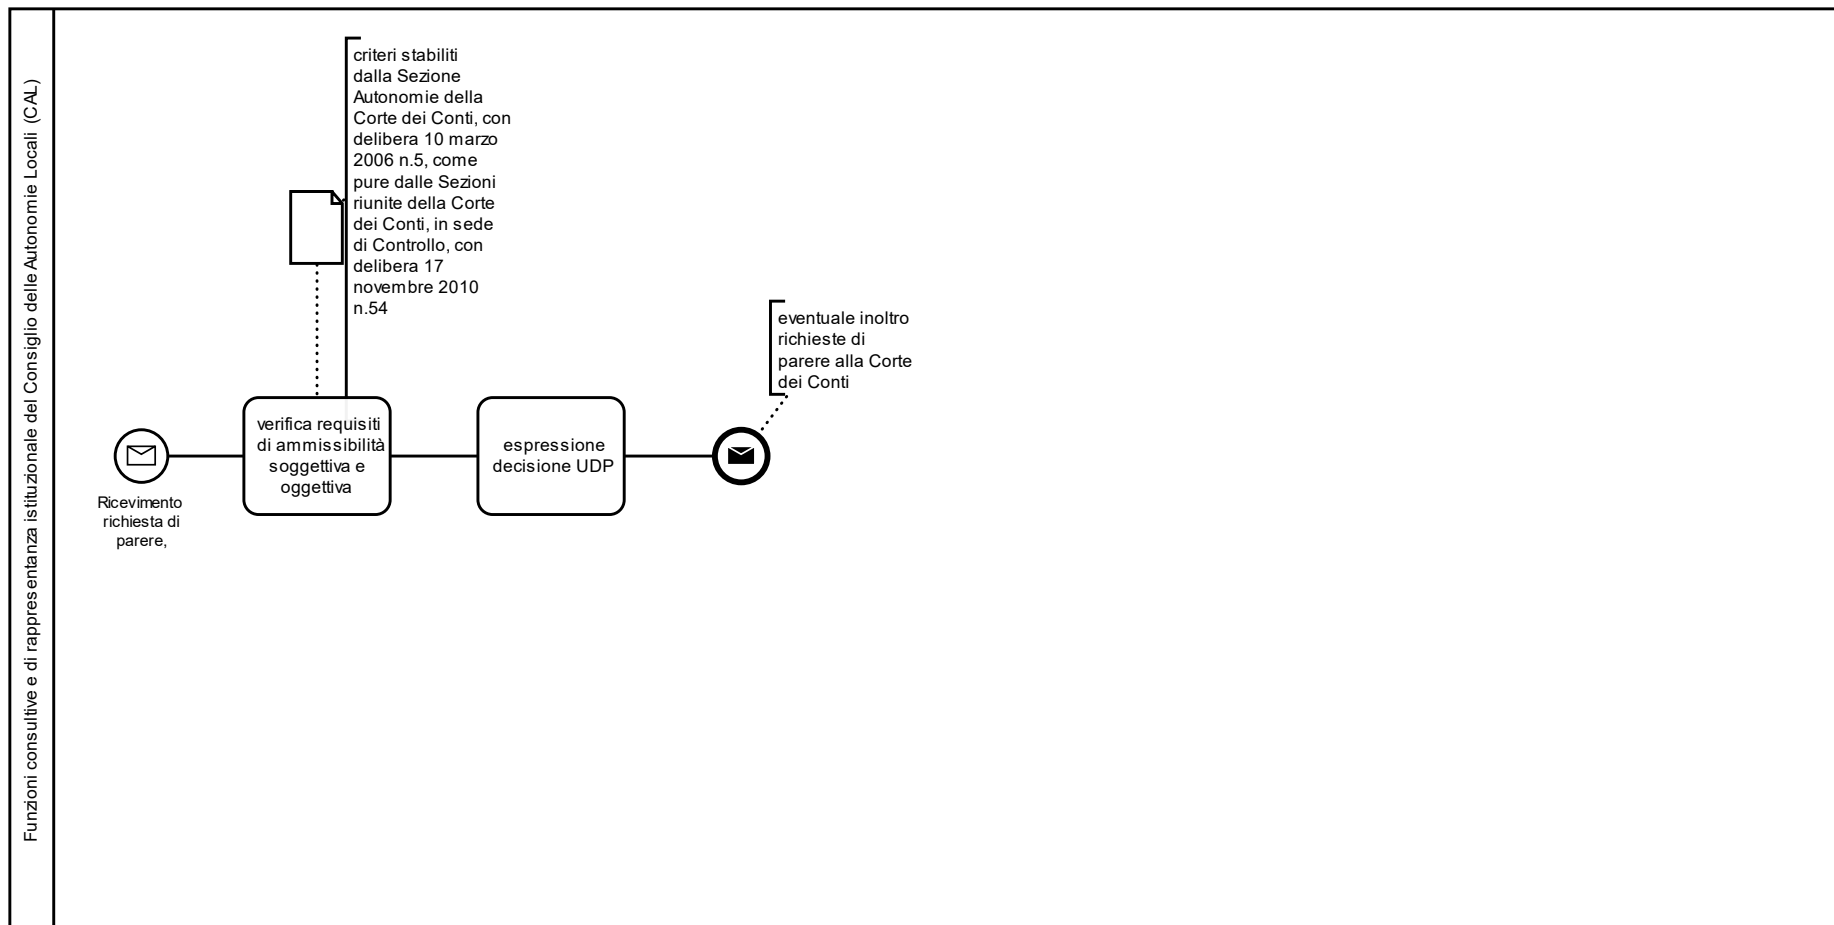 Funzioni consultive e di rappresentanza istituzionale del Consiglio delle Autonomie Locali (CAL)
criteri stabiliti
dalla Sezione
Autonomie della
Corte dei Conti, con
delibera 10 marzo
2006 n.5, come
pure dalle Sezioni
riunite della Corte
dei Conti, in sede
di Controllo, con
delibera 17
novembre 2010
n.54
eventuale inoltro
richieste di
parere alla Corte
dei Conti
verifica requisiti
di ammissibilità
soggettiva e
oggettiva
espressione
decisione UDP
Ricevimento
richiesta di
parere,